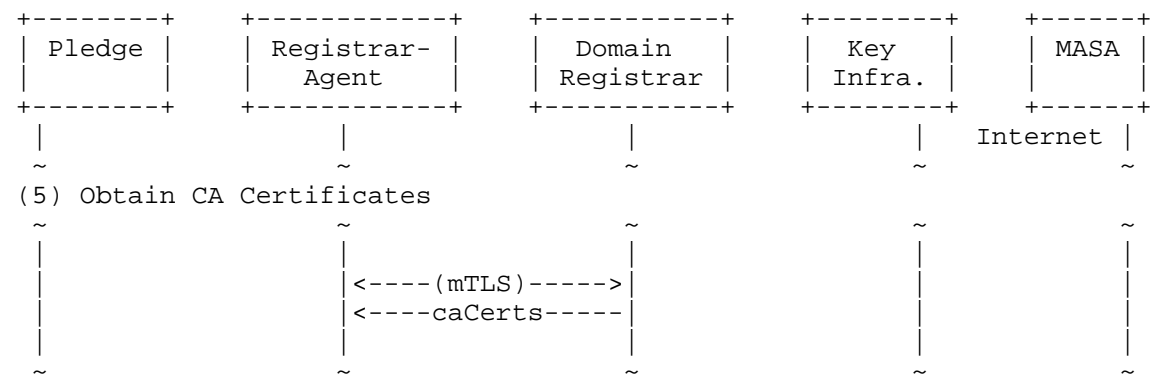 Pledge Registrar- Domain Key MASA
Agent Registrar Infra.
Internet
(5) Obtain CA Certificates
<----(mTLS)----->
<----caCerts-----